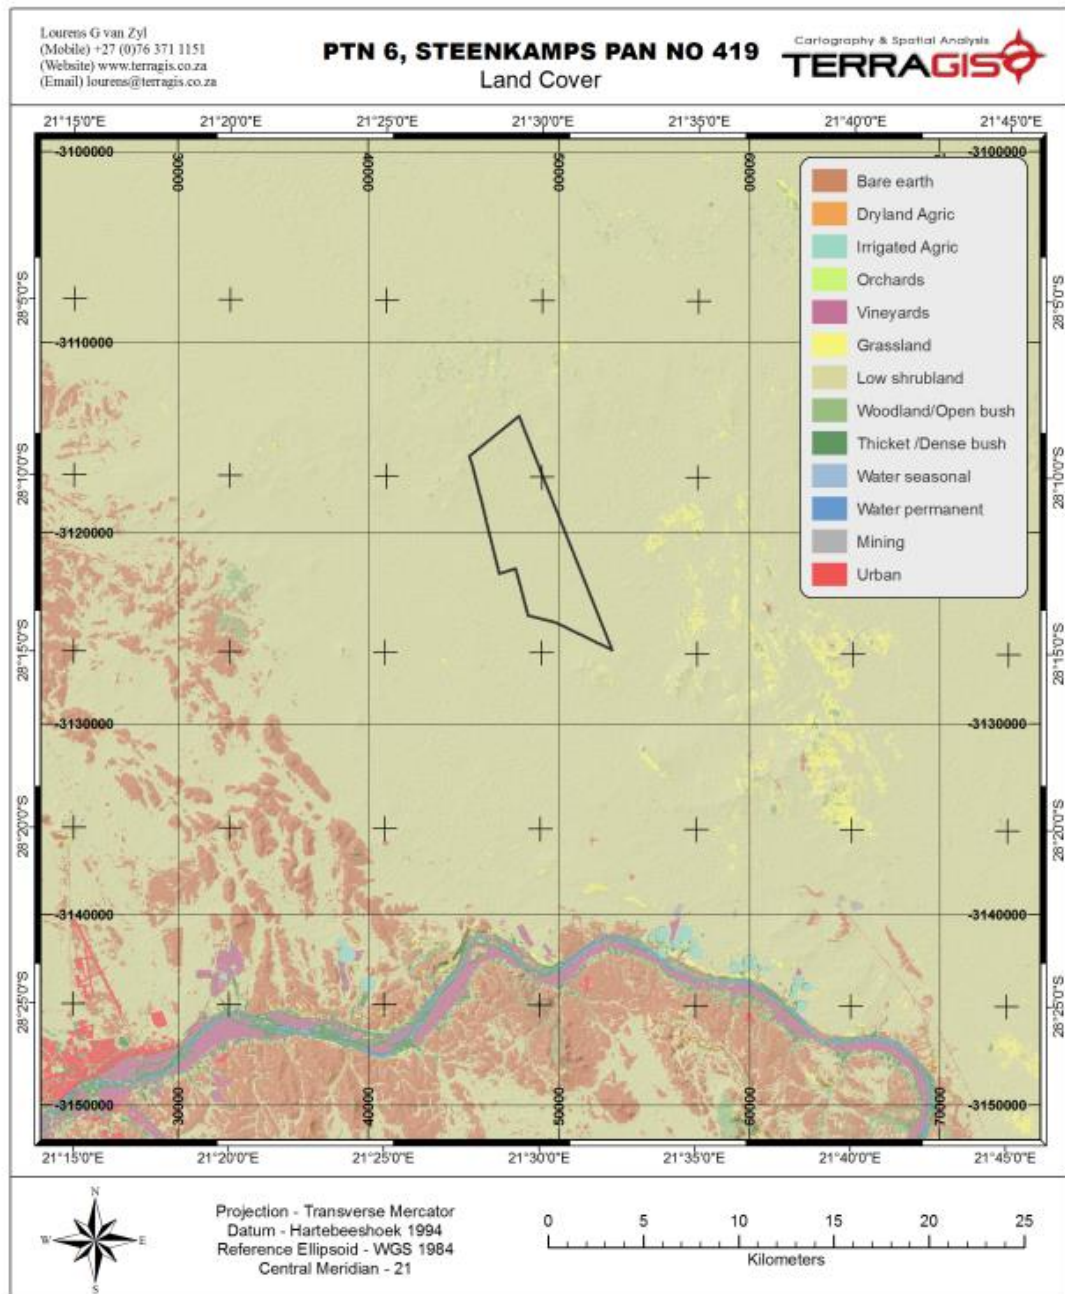 Lourens G van Zyl
(Mobile) +27 (0)76 371 1151
(Website) www.terragis.co.za
(Email) lourens@terragis.co.za
PTN 6, STEENKAMPS PAN NO 419
Land Cover
Cartography & Spatial Analysis
TERRAGIS
21°15'0"E 21°20'0"E 21°25'0"E 21°30'0"E 21°35'0"E 21°40'0"E 21°45'0"E
-3100000 30000 40000 50000 60000 -3100000
Bare earth
Dryland Agric
Irrigated Agric
Orchards
Vineyards
Grassland
Low shrubland
Woodland/Open bush
Thicket /Dense bush
Water seasonal
Water permanent
Mining
Urban
28°5'0"S 28°5'0"S
-3110000
28°10'0"S 28°10'0"S
-3120000
28°15'0"S 28°15'0"S
-3130000 -3130000
28°20'0"S 28°20'0"S
-3140000 -3140000
28°25'0"S 28°25'0"S
-3150000 30000 40000 50000 60000 70000 -3150000
21°15'0"E 21°20'0"E 21°25'0"E 21°30'0"E 21°35'0"E 21°40'0"E 21°45'0"E
N
W E
S
Projection - Transverse Mercator
Datum - Hartebeeshoek 1994
Reference Ellipsoid - WGS 1984
Central Meridian - 21
0 5 10 15 20 25
Kilometers